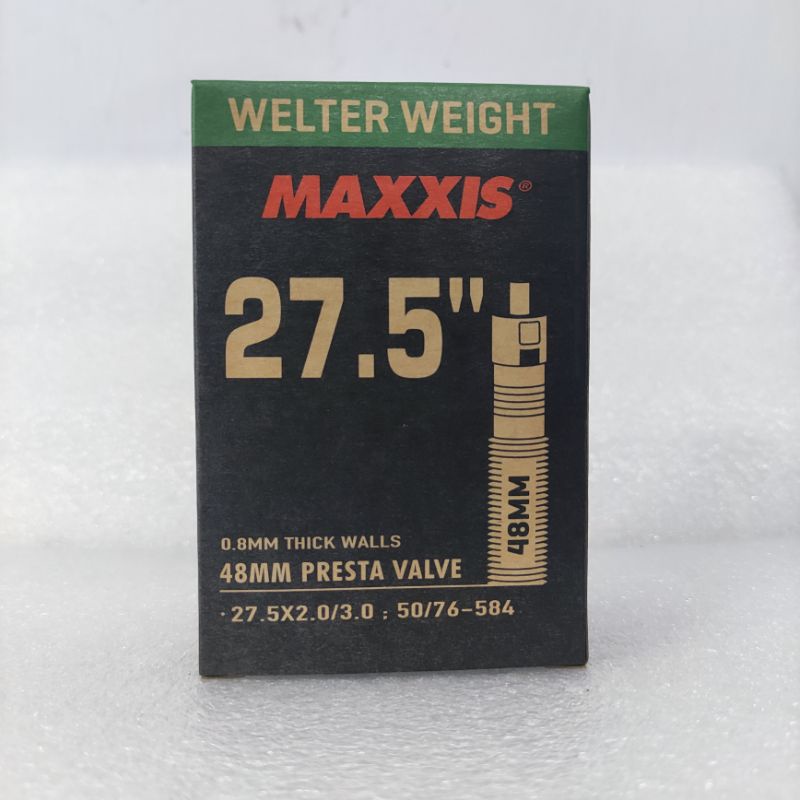 WELTER WEIGHT
MAXXIS®
27.5"
48MM
0.8MM THICK WALLS
48MM PRESTA VALVE
· 27.5X2.0/3.0 ; 50/76-584